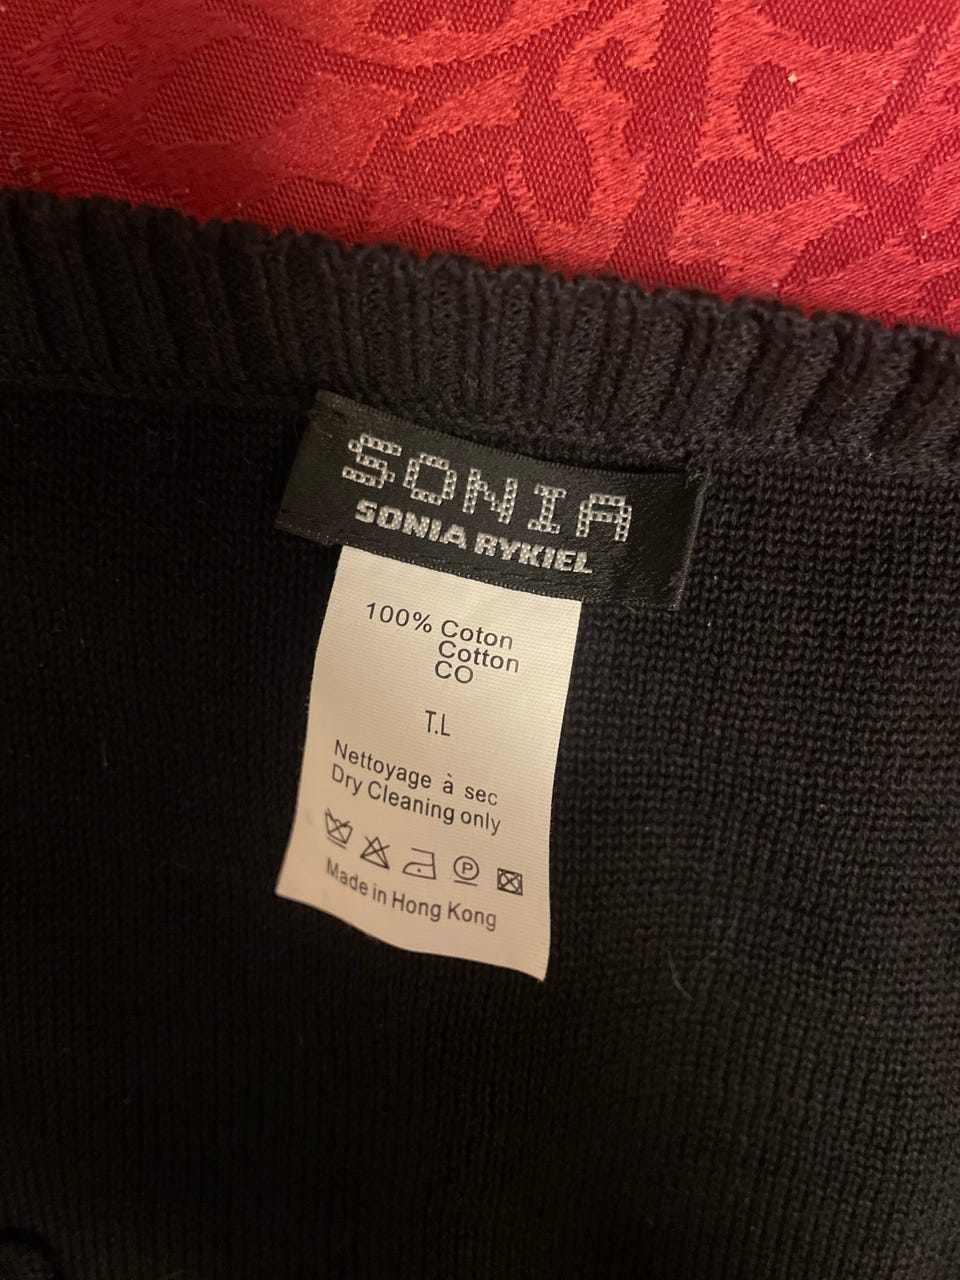 SONIA
SONIA RYKIEL
100% Coton
Cotton
CO
T.L
Nettoyage à sec
Dry Cleaning only
P
Made in Hong Kong